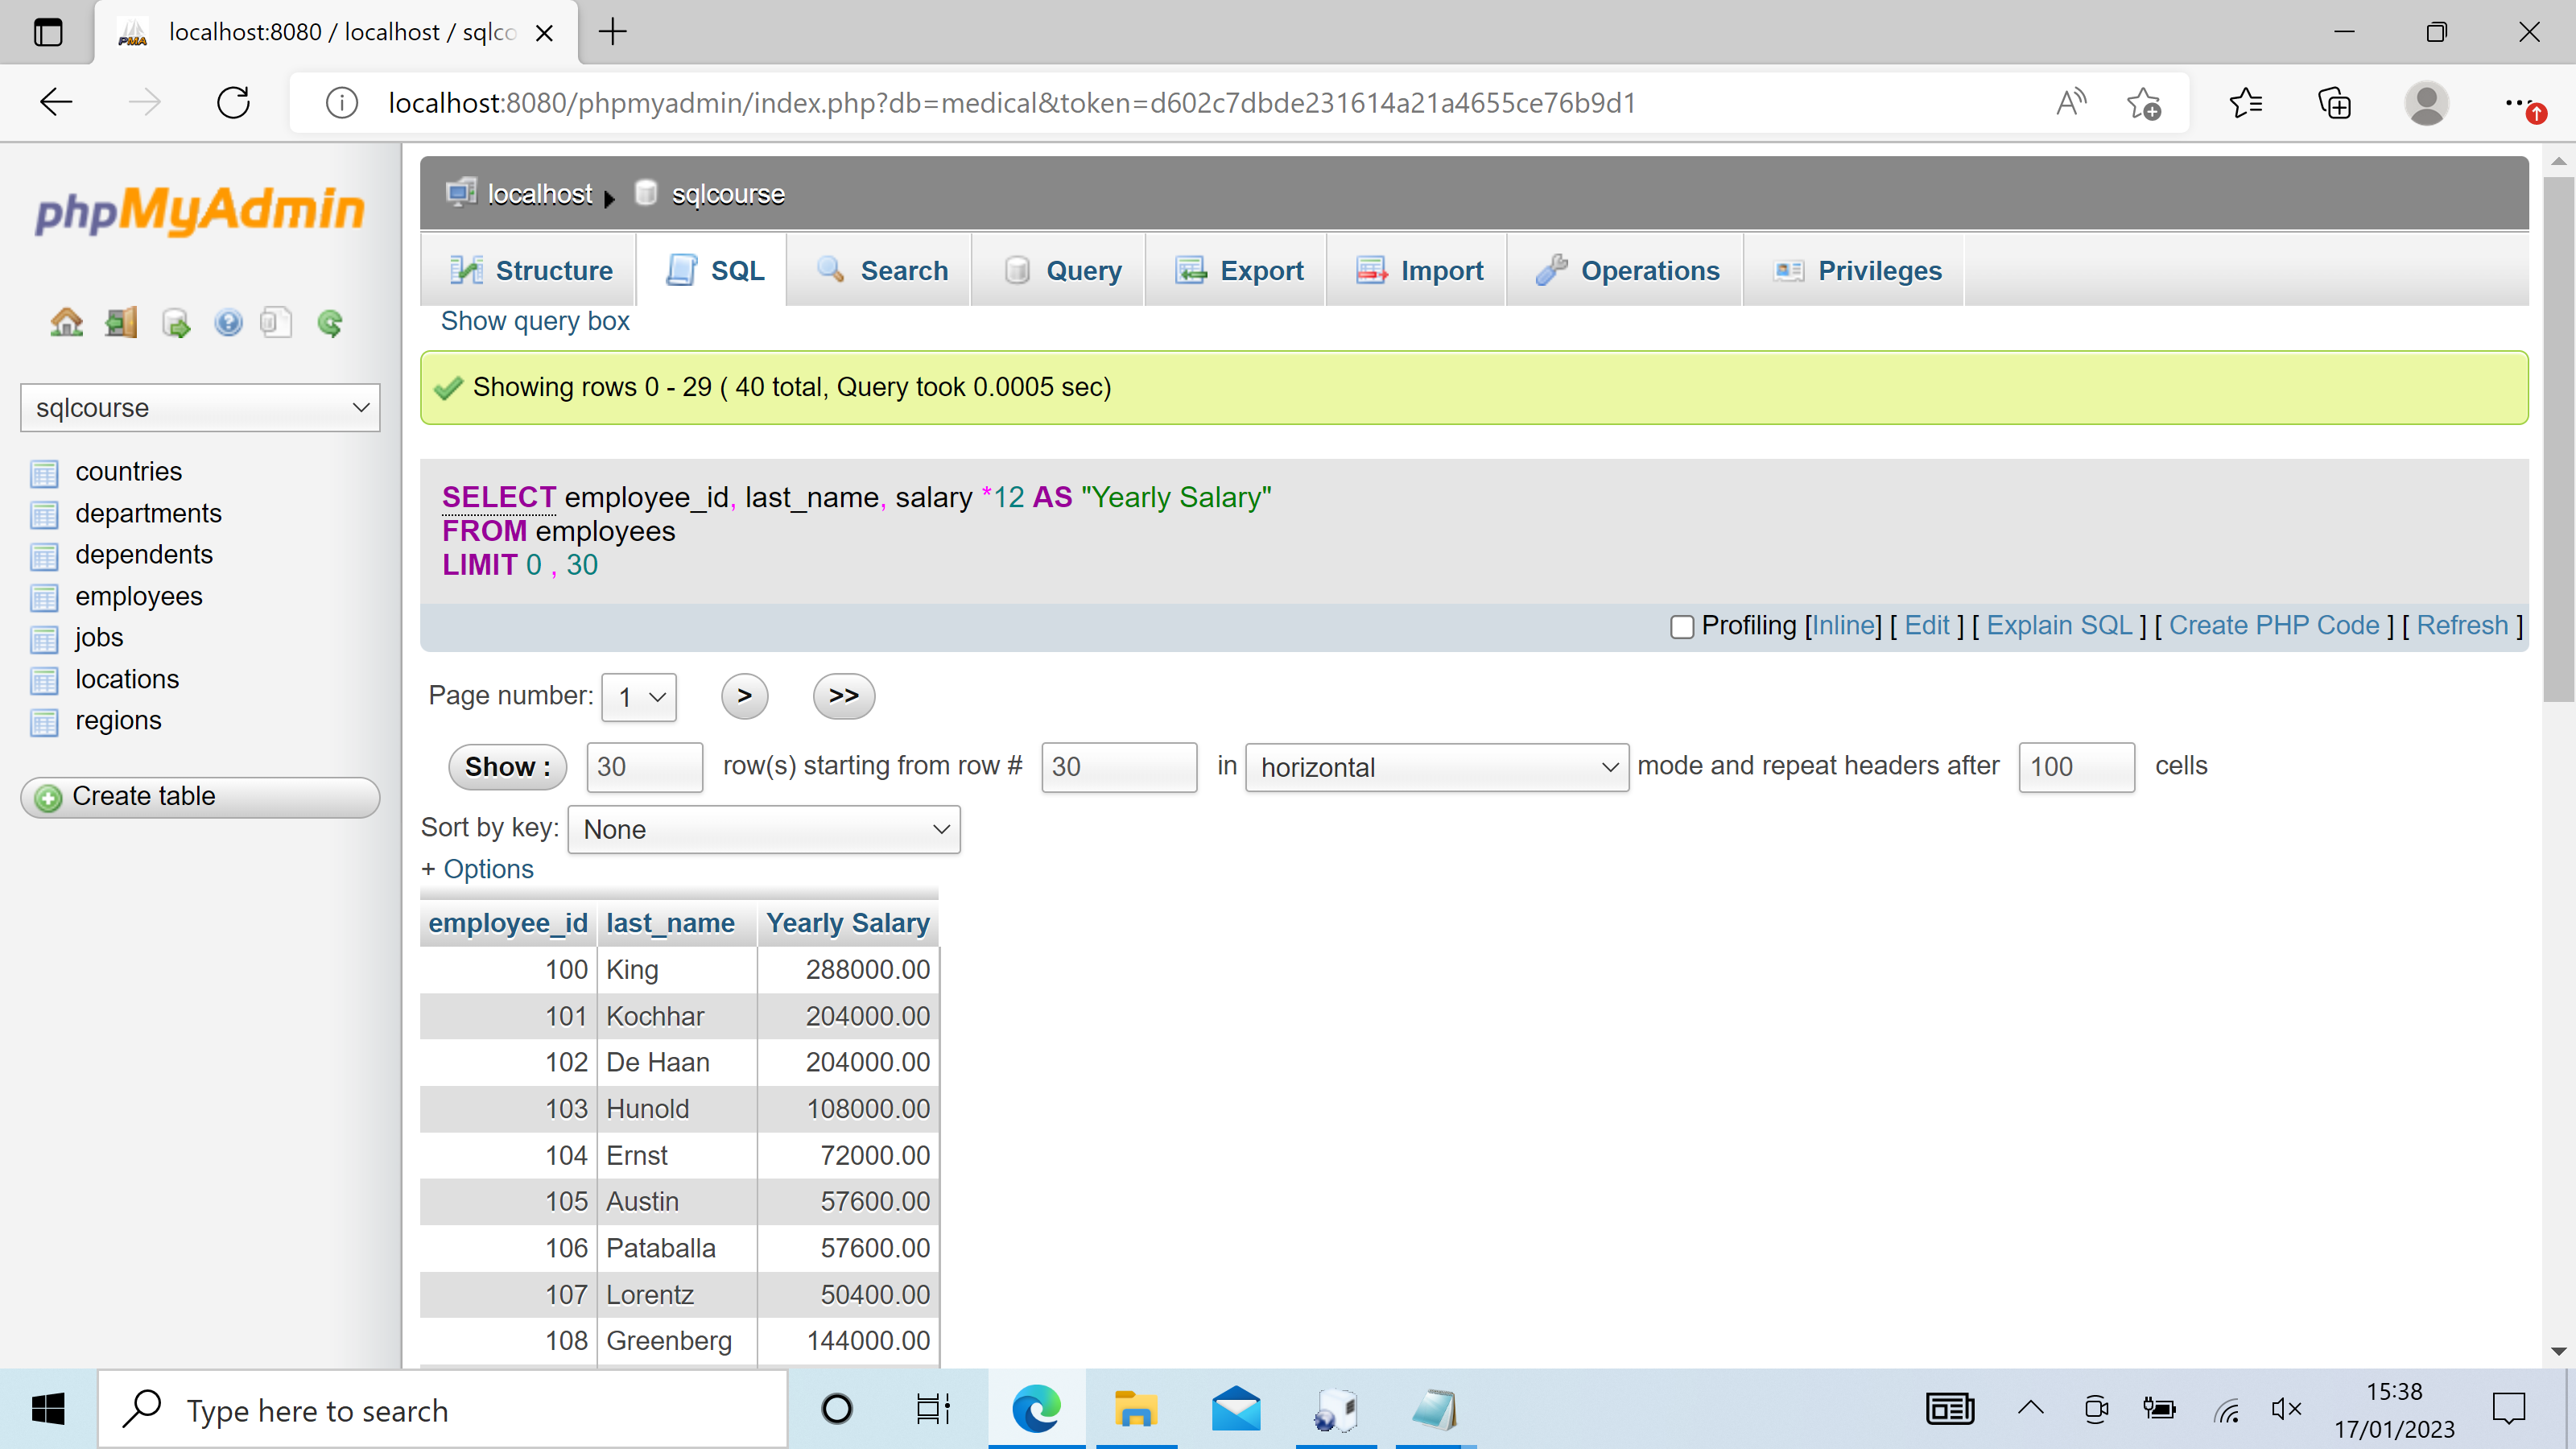 localhost:8080 / localhost / sqlco
localhost:8080/phpmyadmin/index.php?db=medical&token=d602c7dbde231614a21a4655ce76b9d1
phpMyAdmin
sqlcourse
countries
departments
dependents
employees
jobs
locations
regions
Create table
localhost sqlcourse
Structure SQL Search Query Export Import Operations Privileges
Show query box
Showing rows 0 - 29 ( 40 total, Query took 0.0005 sec)
SELECT employee_id, last_name, salary *12 AS "Yearly Salary"
FROM employees
LIMIT 0 , 30
Profiling [Inline] [ Edit ] [ Explain SQL ] [ Create PHP Code ] [ Refresh ]
Page number: 1 > >>
Show : 30 row(s) starting from row # 30 in horizontal mode and repeat headers after 100 cells
Sort by key: None
+ Options
employee_id last_name Yearly Salary
100 King 288000.00
101 Kochhar 204000.00
102 De Haan 204000.00
103 Hunold 108000.00
104 Ernst 72000.00
105 Austin 57600.00
106 Pataballa 57600.00
107 Lorentz 50400.00
108 Greenberg 144000.00
Type here to search
15:38
17/01/2023